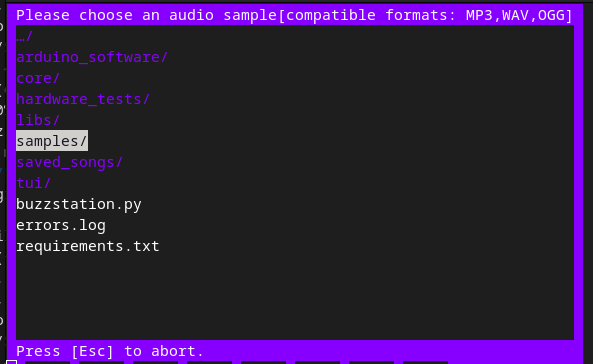 Please choose an audio sample[compatible formats: MP3,WAV,OGG]
_/
arduino_software/
core/
hardware_tests/
libs/
samples/
saved_songs/
tui/
buzzstation.py
errors.log
requirements.txt
Press [Esc] to abort.